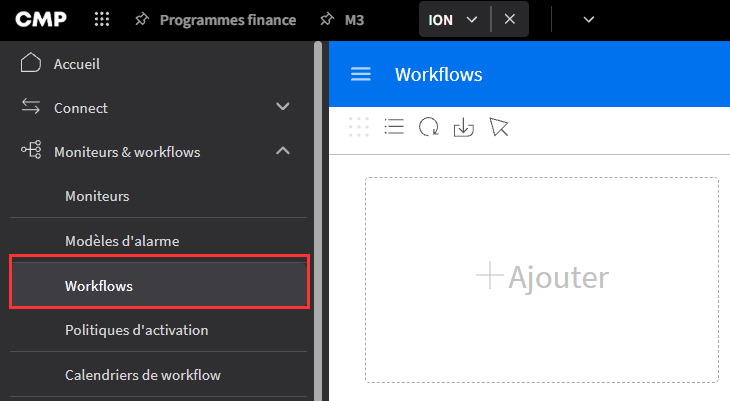 CMP Programmes finance M3 ION
Accueil
Workflows
Connect
Moniteurs & workflows
Moniteurs
Modèles d'alarme
Workflows
Ajouter
Politiques d'activation
Calendriers de workflow